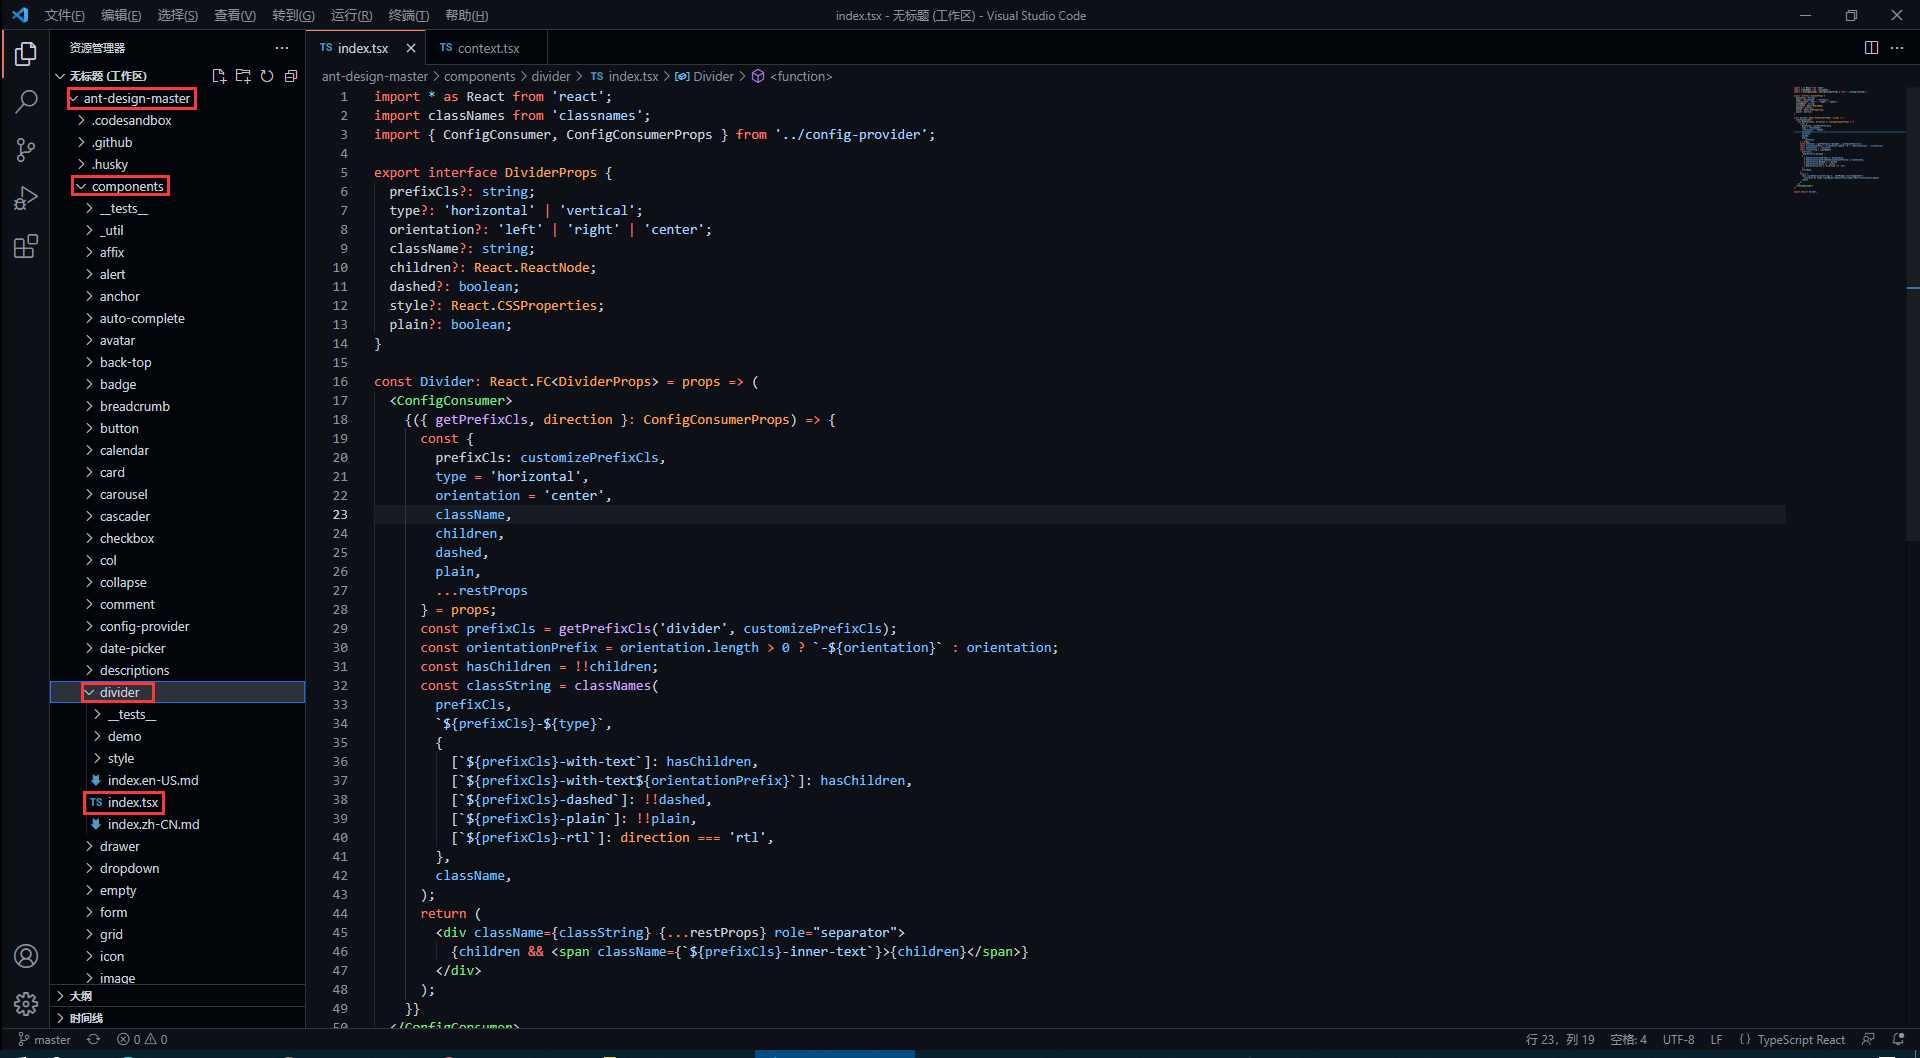 文件(F) 编辑(E) 选择(S) 查看(V) 转到(G) 运行(R) 终端(T) 帮助(H)
index.tsx - 无标题 (工作区) - Visual Studio Code
资源管理器
无标题 (工作区)
ant-design-master
.codesandbox
.github
.husky
components
__tests__
_util
affix
alert
anchor
auto-complete
avatar
back-top
badge
breadcrumb
button
calendar
card
carousel
cascader
checkbox
col
collapse
comment
config-provider
date-picker
descriptions
divider
__tests__
demo
style
index.en-US.md
TS index.tsx
index.zh-CN.md
drawer
dropdown
empty
form
grid
icon
image
大纲
时间线
TS index.tsx
TS context.tsx
ant-design-master > components > divider > TS index.tsx > Divider > <function>
1 import * as React from 'react';
2 import classNames from 'classnames';
3 import { ConfigConsumer, ConfigConsumerProps } from '../config-provider';
4
5 export interface DividerProps {
6   prefixCls?: string;
7   type?: 'horizontal' | 'vertical';
8   orientation?: 'left' | 'right' | 'center';
9   className?: string;
10   children?: React.ReactNode;
11   dashed?: boolean;
12   style?: React.CSSProperties;
13   plain?: boolean;
14 }
15
16 const Divider: React.FC<DividerProps> = props => (
17   <ConfigConsumer>
18     {({ getPrefixCls, direction }: ConfigConsumerProps) => {
19       const {
20         prefixCls: customizePrefixCls,
21         type = 'horizontal',
22         orientation = 'center',
23         className,
24         children,
25         dashed,
26         plain,
27         ...restProps
28       } = props;
29       const prefixCls = getPrefixCls('divider', customizePrefixCls);
30       const orientationPrefix = orientation.length > 0 ? `-${orientation}` : orientation;
31       const hasChildren = !!children;
32       const classString = classNames(
33         prefixCls,
34         `${prefixCls}-${type}`,
35         {
36           [`${prefixCls}-with-text`]: hasChildren,
37           [`${prefixCls}-with-text${orientationPrefix}`]: hasChildren,
38           [`${prefixCls}-dashed`]: !!dashed,
39           [`${prefixCls}-plain`]: !!plain,
40           [`${prefixCls}-rtl`]: direction === 'rtl',
41         },
42         className,
43       );
44       return (
45         <div className={classString} {...restProps} role="separator">
46           {children && <span className={`${prefixCls}-inner-text`}>{children}</span>}
47         </div>
48       );
49     }}
50   </ConfigConsumer>
master 0 0
行 23, 列 19 空格: 4 UTF-8 LF {} TypeScript React